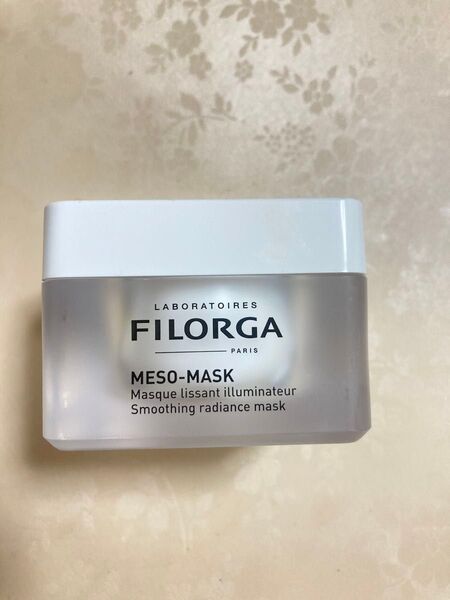 LABORATOIRES
FILORGA
PARIS
MESO-MASK
Masque lissant illuminateur
Smoothing radiance mask